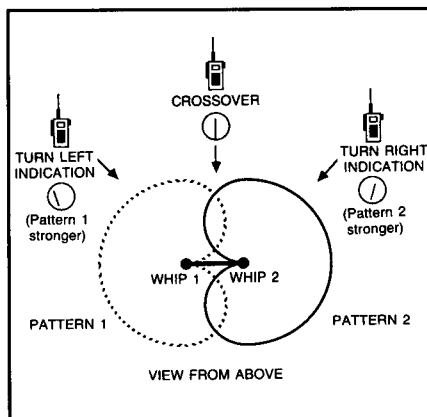 CROSSOVER
TURN LEFT
INDICATION
(Pattern 1
stronger)
TURN RIGHT
INDICATION
(Pattern 2
stronger)
WHIP 1
WHIP 2
PATTERN 1
PATTERN 2
VIEW FROM ABOVE